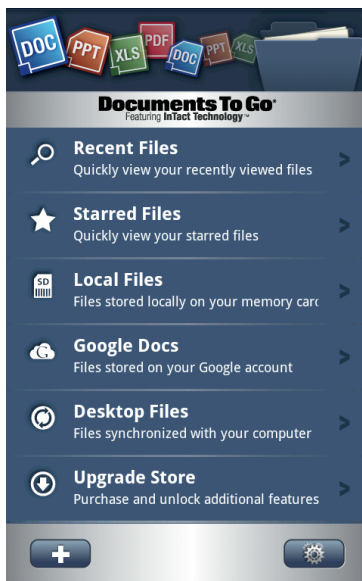 DOC PPT XLS PDF DOC PPT XLS
Documents To Go®
Featuring InTact Technology™
Recent Files
Quickly view your recently viewed files
Starred Files
Quickly view your starred files
SD
Local Files
Files stored locally on your memory carc
G
Google Docs
Files stored on your Google account
Desktop Files
Files synchronized with your computer
Upgrade Store
Purchase and unlock additional features